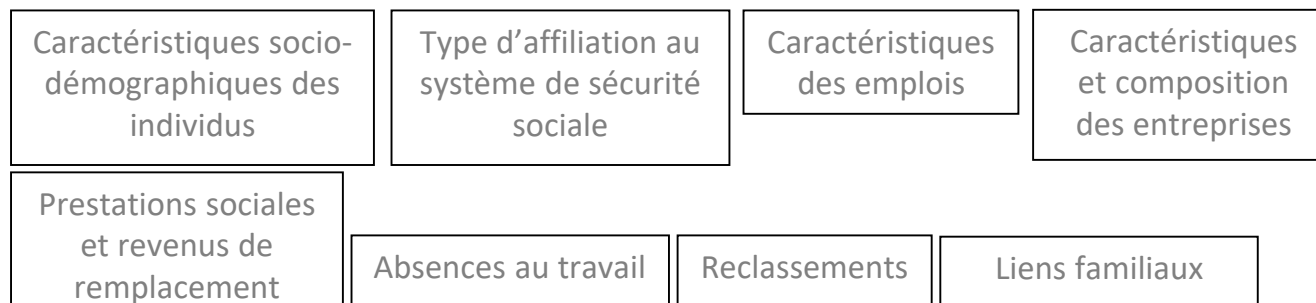 Caractéristiques socio-
démographiques des
individus
Type d’affiliation au
système de sécurité
sociale
Caractéristiques
des emplois
Caractéristiques
et composition
des entreprises
Prestations sociales
et revenus de
remplacement
Absences au travail
Reclassements
Liens familiaux